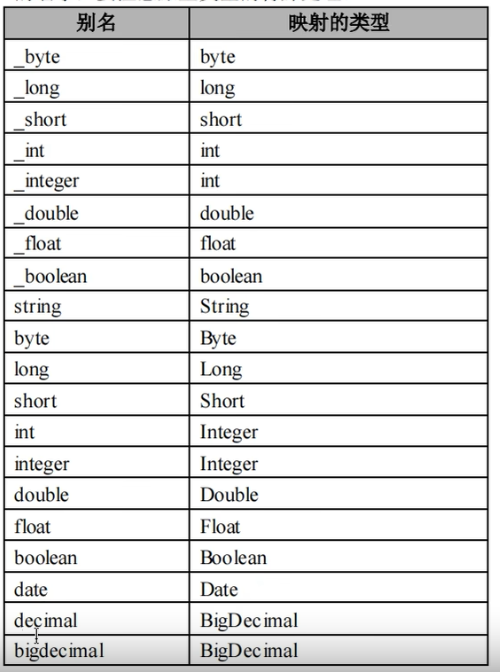 别名 映射的类型
_byte byte
_long long
_short short
_int int
_integer int
_double double
_float float
_boolean boolean
string String
byte Byte
long Long
short Short
int Integer
integer Integer
double Double
float Float
boolean Boolean
date Date
decimal BigDecimal
bigdecimal BigDecimal